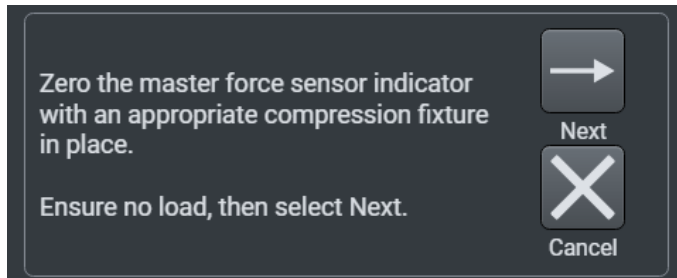 Zero the master force sensor indicator
with an appropriate compression fixture
in place.
Ensure no load, then select Next.
Next
Cancel